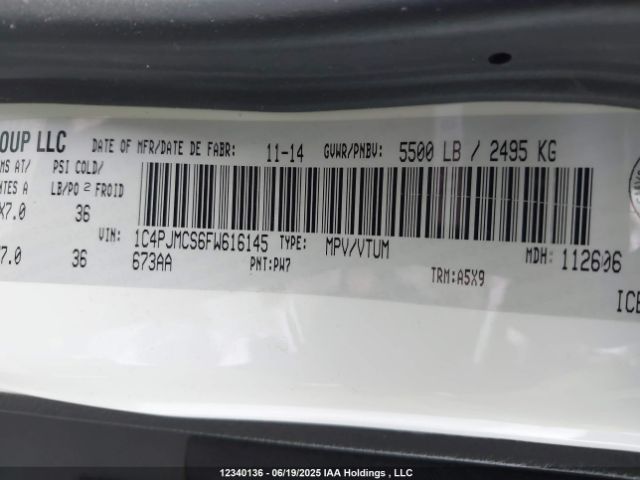 OUP LLC DATE OF MFR/DATE DE FABR: 11-14 GVWR/PNBV: 5500 LB / 2495 KG
MS AT/ PSI COLD/
NTES A LB/PO 2 FROID
X7.0 36
VIN: 1C4PJMCS6FW616145 TYPE: MPV/VTUM MDH: 112606
7.0 36 673AA PNT:PW7 TRM:A5X9
ICE
12340136 - 06/19/2025 IAA Holdings , LLC